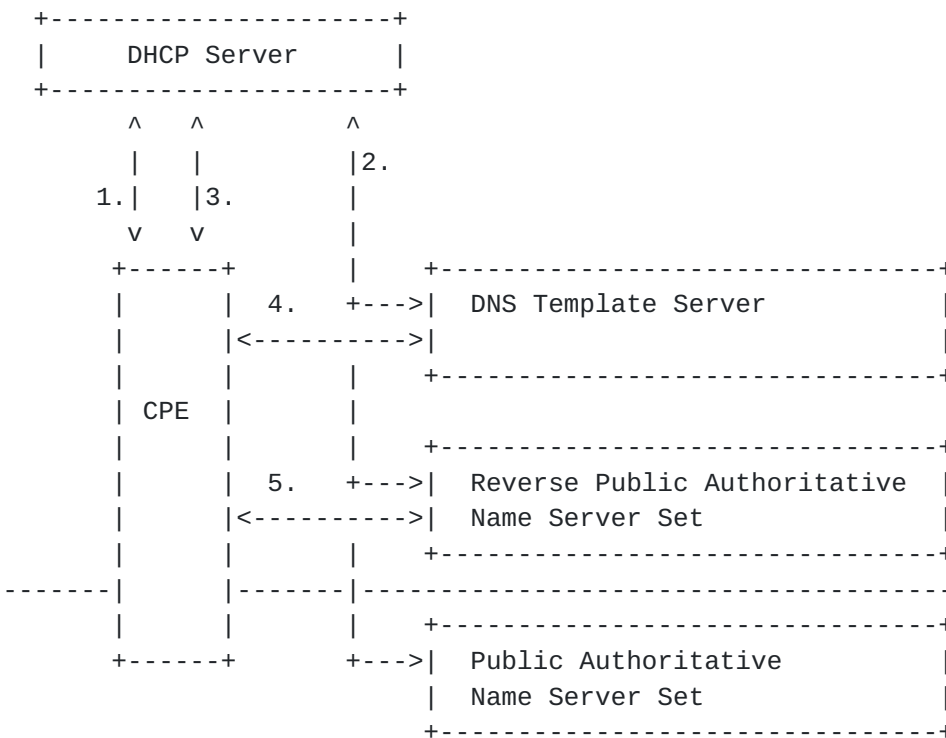 DHCP Server
2.
1. 3.
4. DNS Template Server
CPE
5. Reverse Public Authoritative
Name Server Set
Public Authoritative
Name Server Set